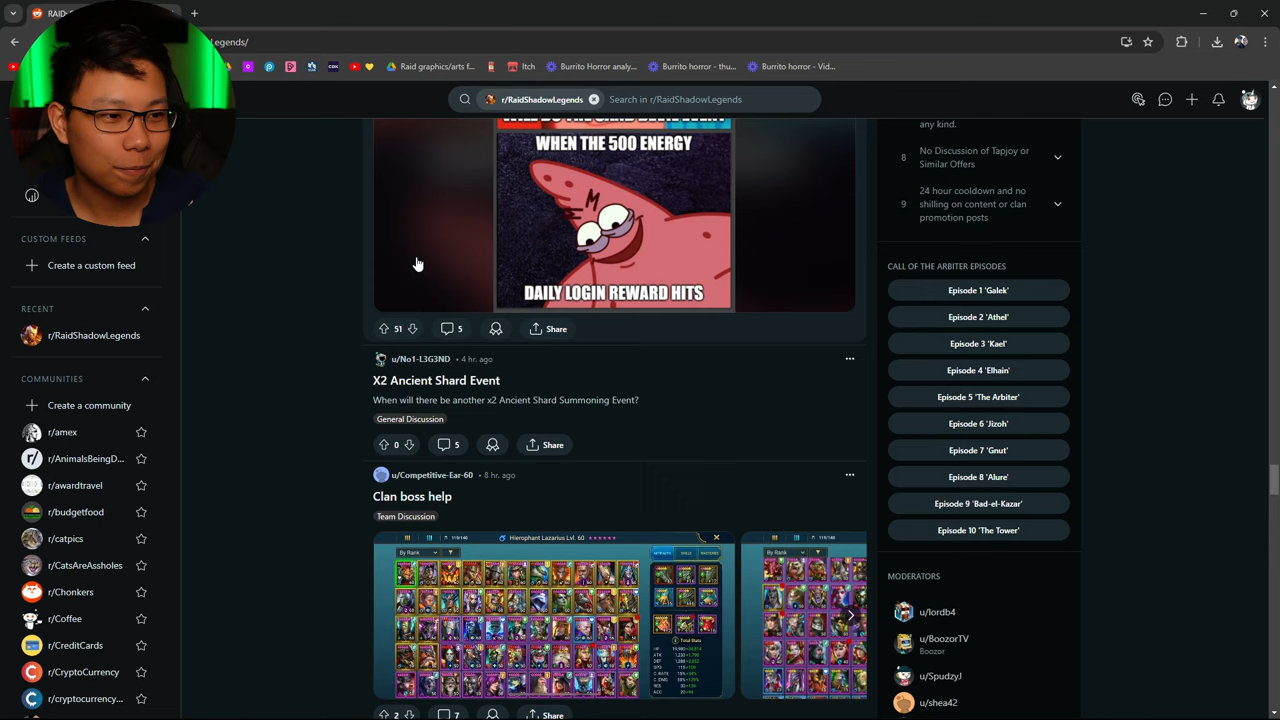 RAID: S
Legends/
Raid graphics/arts f...
Itch
Burrito Horror analy...
Burrito horror - thu...
Burrito horror - Vid...
r/RaidShadowLegends
Search in r/RaidShadowLegends
CUSTOM FEEDS
Create a custom feed
RECENT
r/RaidShadowLegends
COMMUNITIES
Create a community
r/amex
r/AnimalsBeingD...
r/awardtravel
r/budgetfood
r/catpics
r/CatsAreAssholes
r/Chonkers
r/Coffee
r/CreditCards
r/CryptoCurrency
r/cryptocurrency...
WHEN THE 500 ENERGY
M
DAILY LOGIN REWARD HITS
51
5
Share
u/No1-L3G3ND • 4 hr. ago
X2 Ancient Shard Event
When will there be another x2 Ancient Shard Summoning Event?
General Discussion
0
5
Share
u/Competitive-Ear-60 • 8 hr. ago
Clan boss help
Team Discussion
Hierophant Lazarius Lvl. 60
By Rank
By Rank
Total Stats
2
7
Share
any kind.
8 No Discussion of Tapjoy or
Similar Offers
9 24 hour cooldown and no
shilling on content or clan
promotion posts
CALL OF THE ARBITER EPISODES
Episode 1 'Galek'
Episode 2 'Athel'
Episode 3 'Kael'
Episode 4 'Elhain'
Episode 5 'The Arbiter'
Episode 6 'Jizoh'
Episode 7 'Gnut'
Episode 8 'Alure'
Episode 9 'Bad-el-Kazar'
Episode 10 'The Tower'
MODERATORS
u/lordb4
u/BoozorTV
Boozor
u/SpudzyJ
u/shea42